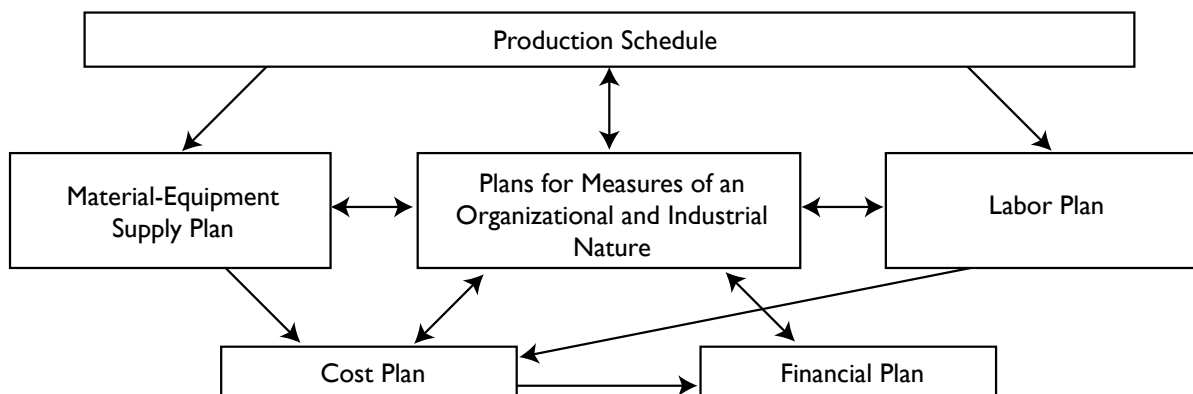 Production Schedule
Material-Equipment
Supply Plan
Plans for Measures of an
Organizational and Industrial
Nature
Labor Plan
Cost Plan
Financial Plan